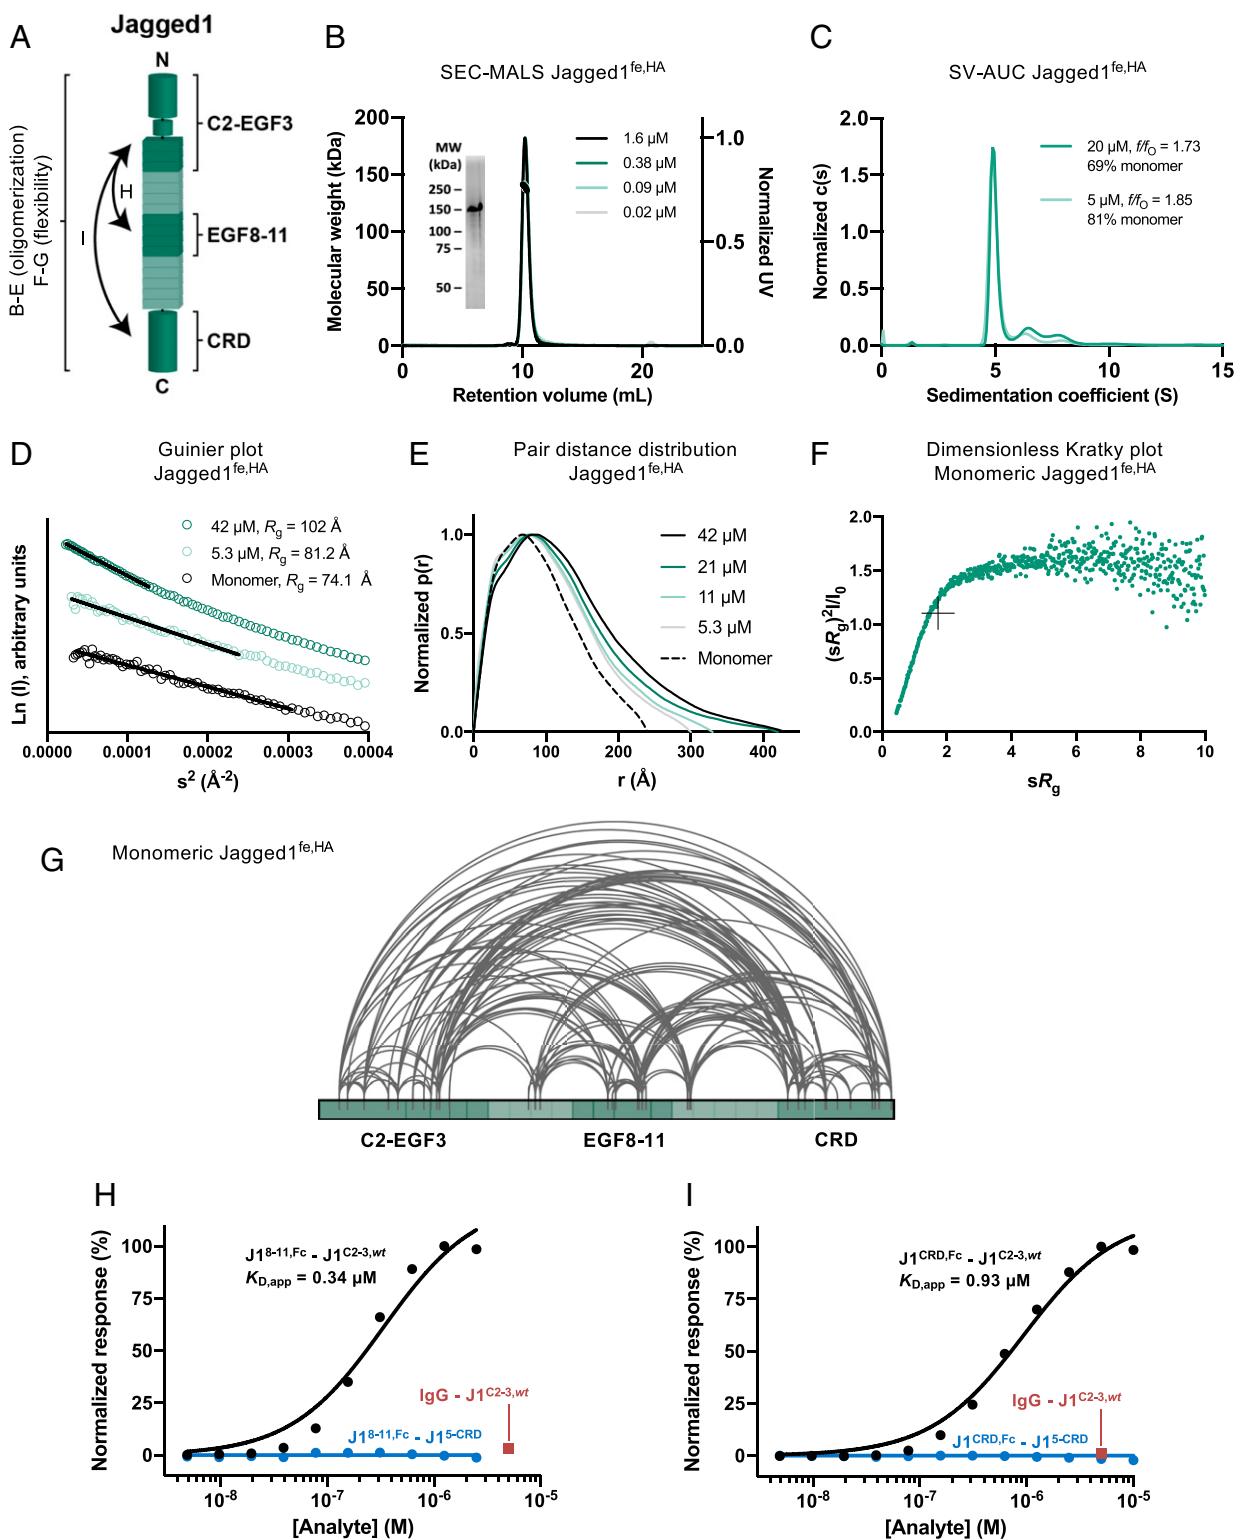 A
Jagged1
N
C2-EGF3
H
EGF8-11
I
CRD
C
B-E (oligomerization)
F-G (flexibility)
B
SEC-MALS Jagged1fe,HA
Molecular weight (kDa)
200
150
100
50
0
MW
(kDa)
250
150
100
75
50
1.6 µM
0.38 µM
0.09 µM
0.02 µM
1.0
0.5
0.0
Normalized UV
0
10
20
Retention volume (mL)
C
SV-AUC Jagged1fe,HA
Normalized c(s)
2.0
1.5
1.0
0.5
0.0
20 µM, f/fO = 1.73
69% monomer
5 µM, f/fO = 1.85
81% monomer
0
5
10
15
Sedimentation coefficient (S)
D
Guinier plot
Jagged1fe,HA
Ln (I), arbitrary units
42 µM, Rg = 102 Å
5.3 µM, Rg = 81.2 Å
Monomer, Rg = 74.1 Å
0.0000
0.0001
0.0002
0.0003
0.0004
s2 (Å-2)
E
Pair distance distribution
Jagged1fe,HA
Normalized p(r)
1.0
0.5
0.0
42 µM
21 µM
11 µM
5.3 µM
Monomer
0
100
200
300
400
r (Å)
F
Dimensionless Kratky plot
Monomeric Jagged1fe,HA
(sRg)2I/I0
2.0
1.5
1.0
0.5
0.0
0
2
4
6
8
10
sRg
G
Monomeric Jagged1fe,HA
C2-EGF3
EGF8-11
CRD
H
Normalized response (%)
100
75
50
25
0
J18-11,Fc - J1C2-3,wt
KD,app = 0.34 µM
IgG - J1C2-3,wt
J18-11,Fc - J15-CRD
10-8
10-7
10-6
10-5
[Analyte] (M)
I
Normalized response (%)
100
75
50
25
0
J1CRD,Fc - J1C2-3,wt
KD,app = 0.93 µM
IgG - J1C2-3,wt
J1CRD,Fc - J15-CRD
10-8
10-7
10-6
10-5
[Analyte] (M)